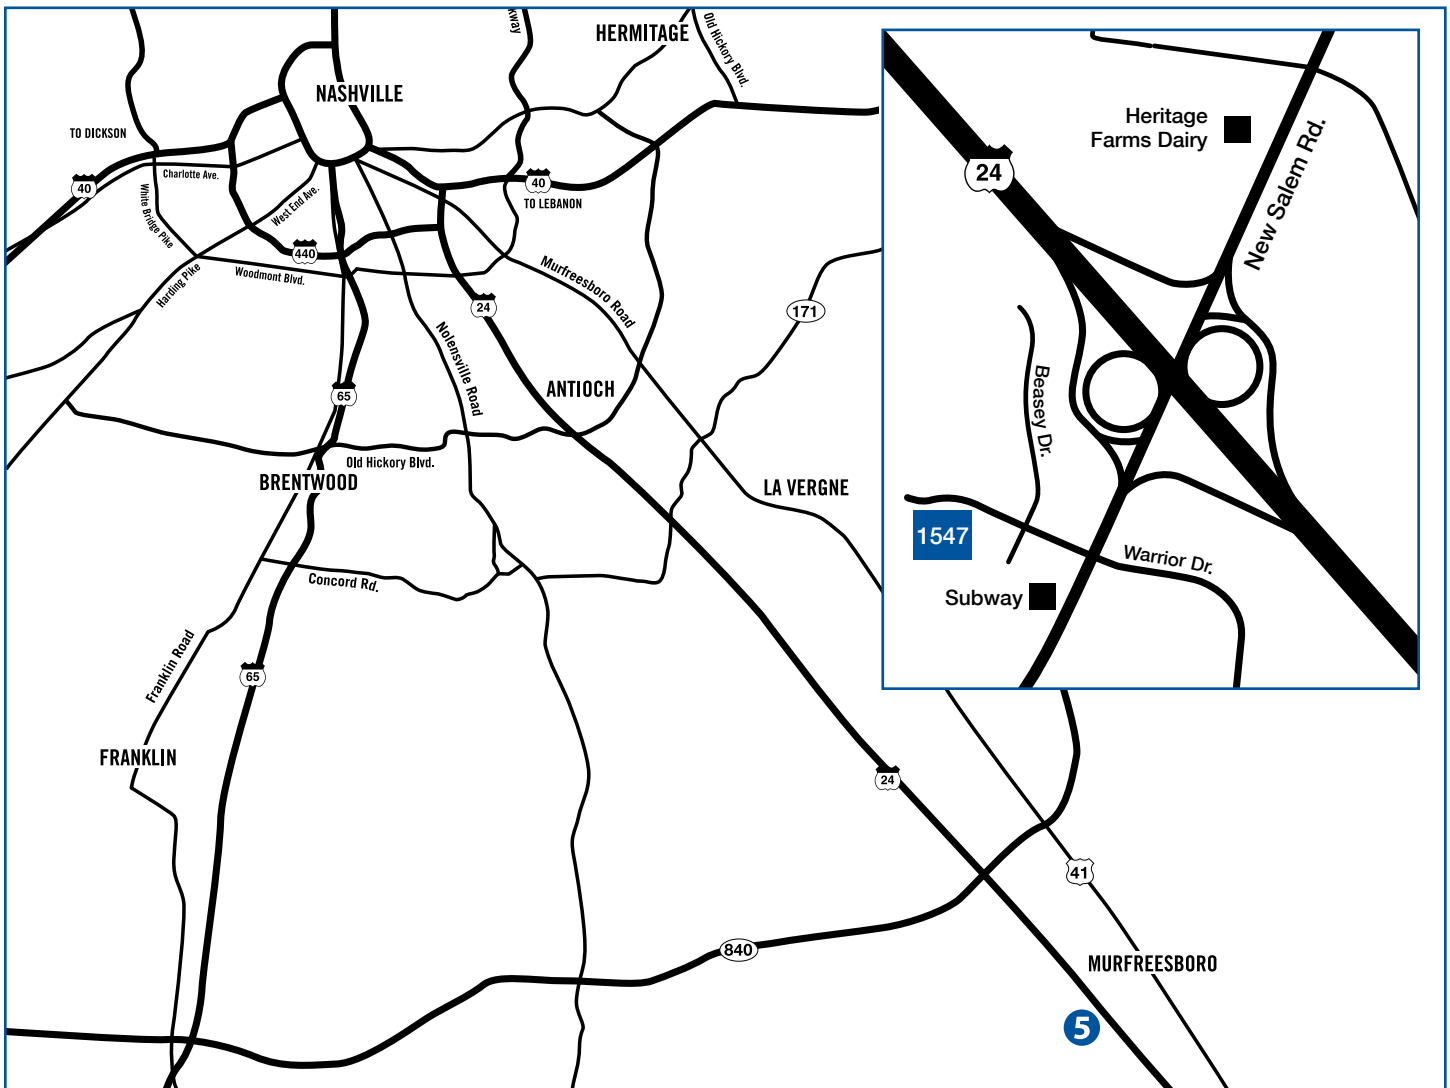 kway
HERMITAGE
Old Hickory Blvd.
NASHVILLE
TO DICKSON
40
Charlotte Ave.
White Bridge Pike
West End Ave.
40
TO LEBANON
440
Harding Pike
Woodmont Blvd.
Murfreesboro Road
24
171
Nolensville Road
65
ANTIOCH
Old Hickory Blvd.
BRENTWOOD
LA VERGNE
Concord Rd.
Franklin Road
65
FRANKLIN
24
41
840
MURFREESBORO
5
Heritage
Farms Dairy
24
New Salem Rd.
Beasey Dr.
1547
Warrior Dr.
Subway